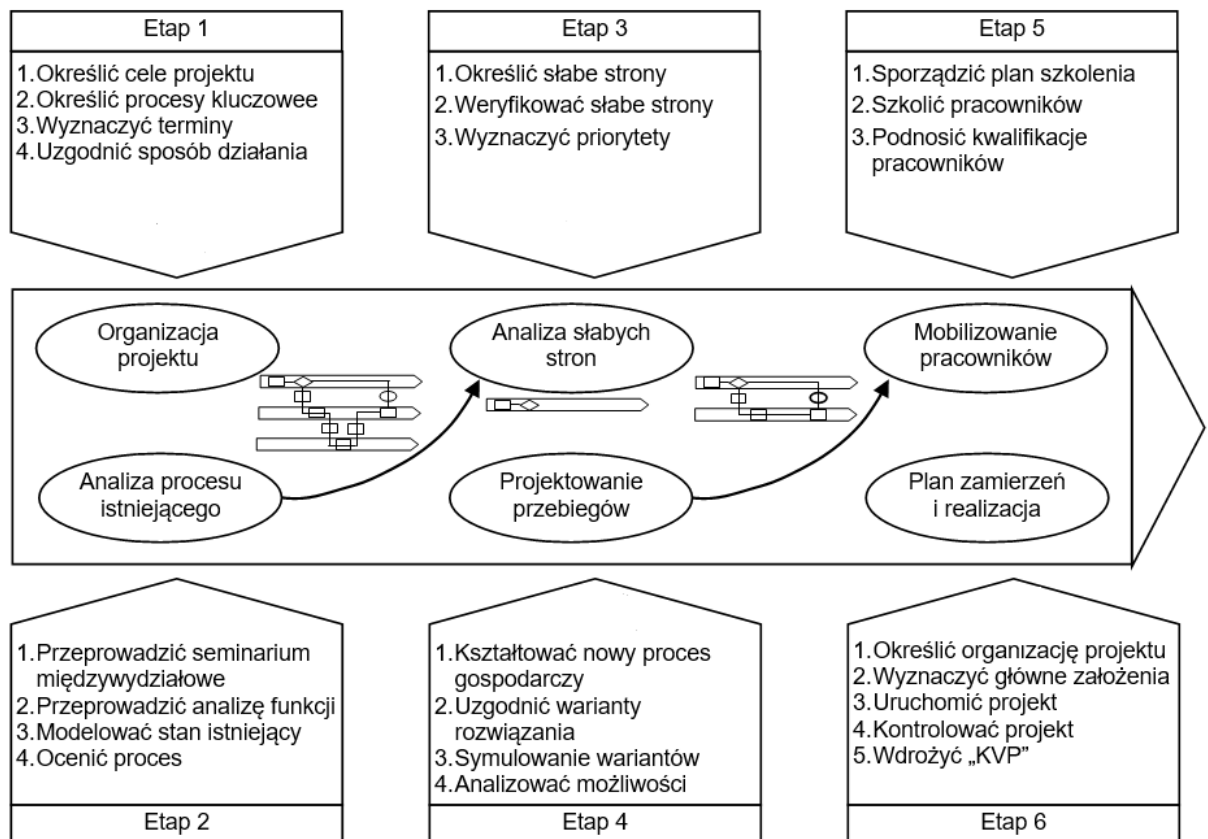 Etap 1
1.Określić cele projektu
2.Określić procesy kluczowee
3.Wyznaczyć terminy
4.Uzgodnić sposób działania
Etap 3
1.Określić słabe strony
2.Weryfikować słabe strony
3.Wyznaczyć priorytety
Etap 5
1.Sporządzić plan szkolenia
2.Szkolić pracowników
3.Podnosić kwalifikacje
pracowników
Organizacja
projektu
Analiza słabych
stron
Mobilizowanie
pracowników
Analiza procesu
istniejącego
Projektowanie
przebiegów
Plan zamierzeń
i realizacja
1.Przeprowadzić seminarium
międzywydziałowe
2.Przeprowadzić analizę funkcji
3.Modelować stan istniejący
4.Ocenić proces
Etap 2
1.Kształtować nowy proces
gospodarczy
2.Uzgodnić warianty
rozwiązania
3.Symulowanie wariantów
4.Analizować możliwości
Etap 4
1.Określić organizację projektu
2.Wyznaczyć główne założenia
3.Uruchomić projekt
4.Kontrolować projekt
5.Wdrożyć „KVP”
Etap 6